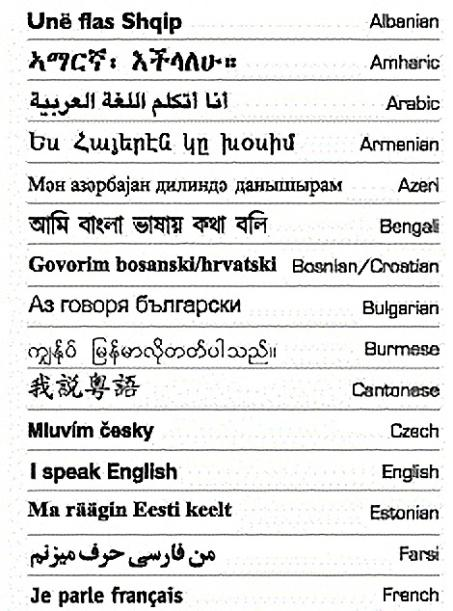 Unë flas Shqip Albanian
አማርኛ፡ እችላለሁ። Amharic
أنا أتكلم اللغة العربية Arabic
Ես Հայերէն կը խօսիմ Armenian
Мән азәрбајан дилиндә данышырам Azeri
আমি বাংলা ভাষায় কথা বলি Bengali
Govorim bosanski/hrvatski Bosnian/Croatian
Аз говоря български Bulgarian
ကျွန်ုပ် မြန်မာလိုတတ်ပါသည်။ Burmese
我說粵語 Cantonese
Mluvím česky Czech
I speak English English
Ma räägin Eesti keelt Estonian
من فارسی حرف میزنم Farsi
Je parle français French